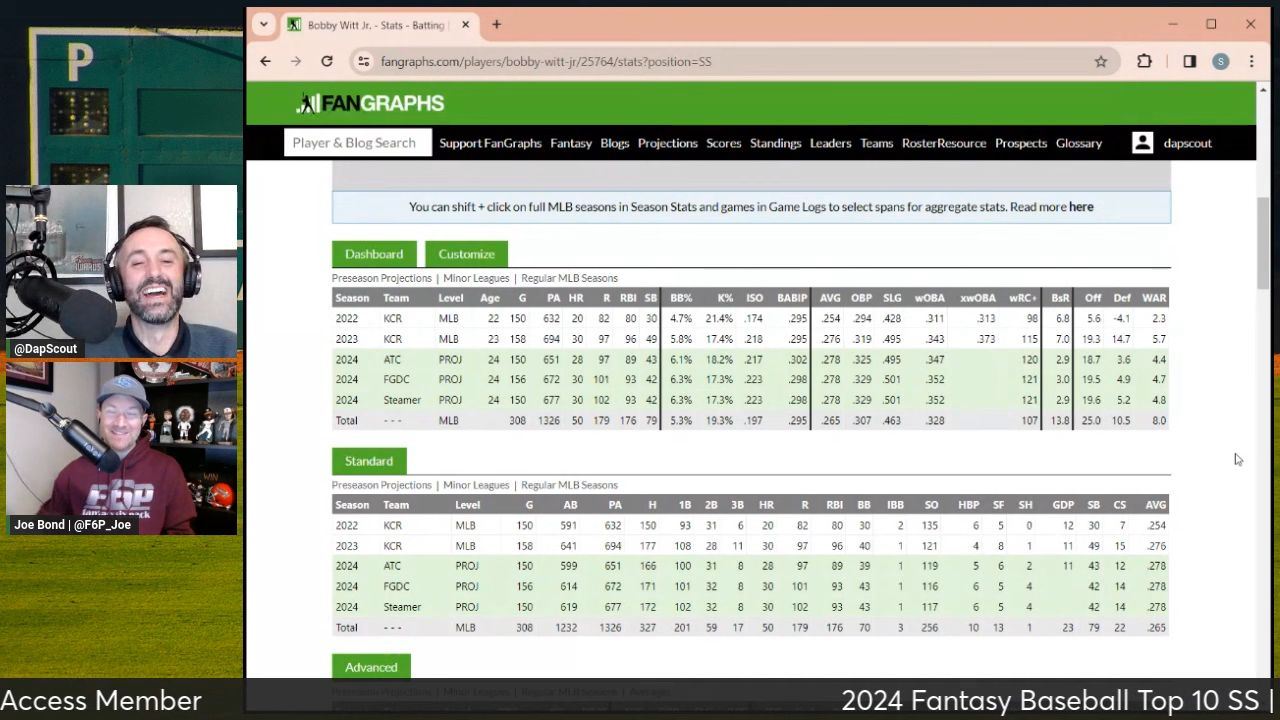 P
@DapScout
F6P
WIN
Joe Bond | @F6P_Joe
Bobby Witt Jr. - Stats - Batting |
fangraphs.com/players/bobby-witt-jr/25764/stats?position=SS
S
FANGRAPHS
Player & Blog Search Support FanGraphs Fantasy Blogs Projections Scores Standings Leaders Teams RosterResource Prospects Glossary dapscout
You can shift + click on full MLB seasons in Season Stats and games in Game Logs to select spans for aggregate stats. Read more here
Dashboard Customize
Preseason Projections | Minor Leagues | Regular MLB Seasons
Season Team Level Age G PA HR R RBI SB BB% K% ISO BABIP AVG OBP SLG wOBA xwOBA wRC+ BsR Off Def WAR
2022 KCR MLB 22 150 632 20 82 80 30 4.7% 21.4% .174 .295 .254 .294 .428 .311 .313 98 6.8 5.6 -4.1 2.3
2023 KCR MLB 23 158 694 30 97 96 49 5.8% 17.4% .218 .295 .276 .319 .495 .343 .373 115 7.0 19.3 14.7 5.7
2024 ATC PROJ 24 150 651 28 97 89 43 6.1% 18.2% .217 .302 .278 .325 .495 .347 120 2.9 18.7 3.6 4.4
2024 FGDC PROJ 24 156 672 30 101 93 42 6.3% 17.3% .223 .298 .278 .329 .501 .352 121 3.0 19.5 4.9 4.7
2024 Steamer PROJ 24 150 677 30 102 93 42 6.3% 17.3% .223 .298 .278 .329 .501 .352 121 2.9 19.6 5.2 4.8
Total - - - MLB 308 1326 50 179 176 79 5.3% 19.3% .197 .295 .265 .307 .463 .328 107 13.8 25.0 10.5 8.0
Standard
Preseason Projections | Minor Leagues | Regular MLB Seasons
Season Team Level G AB PA H 1B 2B 3B HR R RBI BB IBB SO HBP SF SH GDP SB CS AVG
2022 KCR MLB 150 591 632 150 93 31 6 20 82 80 30 2 135 6 5 0 12 30 7 .254
2023 KCR MLB 158 641 694 177 108 28 11 30 97 96 40 1 121 4 8 1 11 49 15 .276
2024 ATC PROJ 150 599 651 166 100 31 8 28 97 89 39 1 119 5 6 2 11 43 12 .278
2024 FGDC PROJ 156 614 672 171 101 32 8 30 101 93 43 1 116 6 5 4 42 14 .278
2024 Steamer PROJ 150 619 677 172 102 32 8 30 102 93 43 1 117 6 5 4 42 14 .278
Total - - - MLB 308 1232 1326 327 201 59 17 50 179 176 70 3 256 10 13 1 23 79 22 .265
Advanced
Preseason Projections | Minor Leagues | Regular MLB Seasons | Averages
Access Member 2024 Fantasy Baseball Top 10 SS |